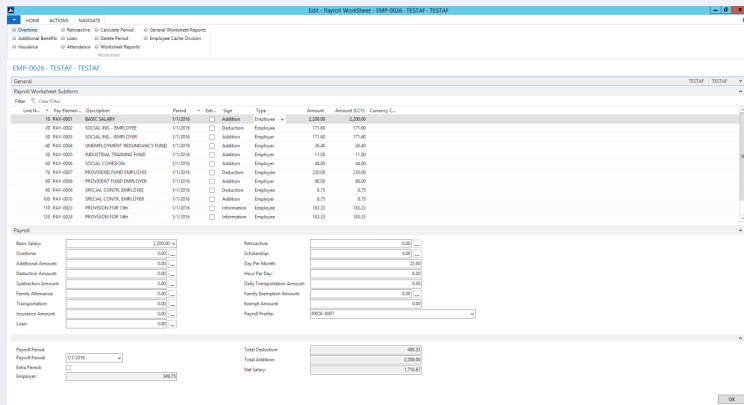 Edit - Payroll WorkSheet - EMP-0026 · TESTAF · TESTAF
HOME ACTIONS NAVIGATE
Overtime Retroactive Calculate Period General Worksheet Reports
Additional Benefits Loan Delete Period Employee Cache Division
Insurance Attendance Worksheet Reports
Worksheet
EMP-0026 · TESTAF · TESTAF
General TESTAF TESTAF
Payroll Worksheet Subform
Filter Clear Filter
Line N... Pay Elemen... Description Period Extr... Sign Type Amount Amount (LCY) Currency C...
10 PAY-0001 BASIC SALARY 1/1/2016 Addition Employee 2,200.00 2,200.00
20 PAY-0002 SOCIAL INS. - EMPLOYEE 1/1/2016 Deduction Employee 171.60 171.60
30 PAY-0003 SOCIAL INS. - EMPLOYER 1/1/2016 Addition Employer 171.60 171.60
40 PAY-0004 UNEMPLOYMENT REDUNDANCY FUND 1/1/2016 Addition Employer 26.40 26.40
50 PAY-0005 INDUSTRIAL TRAINING FUND 1/1/2016 Addition Employer 11.00 11.00
60 PAY-0006 SOCIAL COHESION 1/1/2016 Addition Employer 44.00 44.00
70 PAY-0007 PROVIDEND FUND EMPLOYEE 1/1/2016 Deduction Employee 220.00 220.00
80 PAY-0008 PROVIDENT FUND EMPLOYER 1/1/2016 Addition Employer 88.00 88.00
90 PAY-0009 SPECIAL CONTR. EMPLOYEE 1/1/2016 Deduction Employee 8.75 8.75
100 PAY-0010 SPECIAL CONTR. EMPLOYER 1/1/2016 Addition Employer 8.75 8.75
110 PAY-0023 PROVISION FOR 13th 1/1/2016 Information Employee 183.33 183.33
120 PAY-0024 PROVISION FOR 14th 1/1/2016 Information Employee 183.33 183.33
Payroll
Basic Salary: 2,200.00 Retroactive: 0.00
Overtime: 0.00 Scholarship: 0.00
Additional Amount: 0.00 Day Per Month: 22.00
Deduction Amount: 0.00 Hour Per Day: 8.00
Subtraction Amount: 0.00 Daily Transportation Amount: 0.00
Family Allowance: 0.00 Family Exemption Amount: 0.00
Transportation: 0.00 Exempt Amount: 0.00
Insurance Amount: 0.00 Payroll Profile: PROF-0007
Loan: 0.00
Payroll Period Total Deduction: 489.33
Payroll Period: 1/1/2016 Total Addition: 2,200.00
Extra Period: Net Salary: 1,710.67
Employer: 349.75
OK